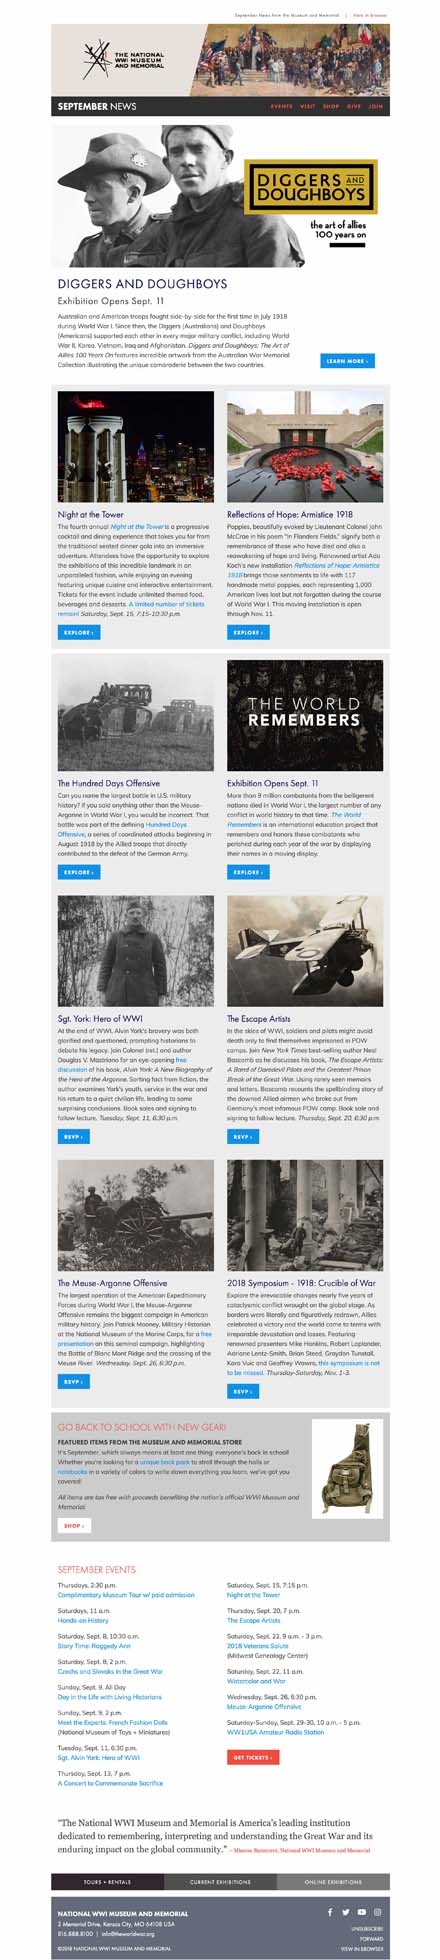 September News from the Museum and Memorial | View in Browser
THE NATIONAL
WWI MUSEUM
AND MEMORIAL
SEPTEMBER NEWS
EVENTS VISIT SHOP GIVE JOIN
DIGGERS AND
DOUGHBOYS
the art of allies
100 years on
DIGGERS AND DOUGHBOYS
Exhibition Opens Sept. 11
Australian and American troops fought side-by-side for the first time in July 1918
during World War I. Since then, the Diggers (Australians) and Doughboys
(Americans) supported each other in every major military conflict, including World
War II, Korea, Vietnam, Iraq and Afghanistan. Diggers and Doughboys: The Art of
Allies 100 Years On features incredible artwork from the Australian War Memorial
Collection illustrating the unique camaraderie between the two countries.
LEARN MORE ›
Night at the Tower
The fourth annual Night at the Tower is a progressive
cocktail and dining experience that takes you far from
the traditional seated dinner gala into an immersive
adventure. Attendees have the opportunity to explore
the exhibitions of this incredible landmark in an
unparalleled fashion, while enjoying an evening
featuring unique cuisine and interactive entertainment.
Tickets for the event include unlimited themed food,
beverages and desserts. A limited number of tickets
remain! Saturday, Sept. 15, 7:15-10:30 p.m.
EXPLORE ›
Reflections of Hope: Armistice 1918
Poppies, beautifully evoked by Lieutenant Colonel John
McCrae in his poem "In Flanders Fields," signify both a
remembrance of those who have died and also a
reawakening of hope and living. Renowned artist Ada
Koch's new installation Reflections of Hope: Armistice
1918 brings those sentiments to life with 117
handmade metal poppies, each representing 1,000
American lives lost but not forgotten during the course
of World War I. This moving installation is open
through Nov. 11.
EXPLORE ›
The Hundred Days Offensive
Can you name the largest battle in U.S. military
history? If you said anything other than the Meuse-
Argonne in World War I, you would be incorrect. That
battle was part of the defining Hundred Days
Offensive, a series of coordinated attacks beginning in
August 1918 by the Allied troops that directly
contributed to the defeat of the German Army.
EXPLORE ›
THE WORLD
REMEMBERS
Exhibition Opens Sept. 11
More than 9 million combatants from the belligerent
nations died in World War I, the largest number of any
conflict in world history to that time. The World
Remembers is an international education project that
remembers and honors these combatants who
perished during each year of the war by displaying
their names in a moving display.
EXPLORE ›
Sgt. York: Hero of WWI
At the end of WWI, Alvin York's bravery was both
glorified and questioned, prompting historians to
debate his legacy. Join Colonel (ret.) and author
Douglas V. Mastriano for an eye-opening free
discussion of his book, Alvin York: A New Biography of
the Hero of the Argonne. Sorting fact from fiction, the
author examines York's youth, service in the war and
his return to a quiet civilian life, leading to some
surprising conclusions. Book sales and signing to
follow lecture. Tuesday, Sept. 11, 6:30 p.m.
RSVP ›
The Escape Artists
In the skies of WWI, soldiers and pilots might avoid
death only to find themselves imprisoned in POW
camps. Join New York Times best-selling author Neal
Bascomb as he discusses his book, The Escape Artists:
A Band of Daredevil Pilots and the Greatest Prison
Break of the Great War. Using rarely seen memoirs
and letters, Bascomb recounts the spellbinding story of
the downed Allied airmen who broke out from
Germany's most infamous POW camp. Book sale and
signing to follow lecture. Thursday, Sept. 20, 6:30 p.m.
RSVP ›
The Meuse-Argonne Offensive
The largest operation of the American Expeditionary
Forces during World War I, the Meuse-Argonne
Offensive remains the biggest campaign in American
military history. Join Patrick Mooney, Military Historian
at the National Museum of the Marine Corps, for a free
presentation on this seminal campaign, highlighting
the Battle of Blanc Mont Ridge and the crossing of the
Meuse River. Wednesday, Sept. 26, 6:30 p.m.
RSVP ›
2018 Symposium - 1918: Crucible of War
Explore the irrevocable changes nearly five years of
cataclysmic conflict wrought on the global stage. As
borders were literally and figuratively redrawn, Allies
celebrated a victory and the world came to terms with
irreparable devastation and losses. Featuring
renowned presenters Mike Hankins, Robert Laplander,
Adriane Lentz-Smith, Brian Steed, Graydon Tunstall,
Kara Vuic and Geoffrey Wawro, this symposium is not
to be missed. Thursday-Saturday, Nov. 1-3.
RSVP ›
GO BACK TO SCHOOL WITH NEW GEAR!
FEATURED ITEMS FROM THE MUSEUM AND MEMORIAL STORE
It's September, which always means at least one thing: everyone's back in school!
Whether you're looking for a unique back pack to stroll through the halls or
notebooks in a variety of colors to write down everything you learn, we've got you
covered!
All items are tax free with proceeds benefiting the nation's official WWI Museum and
Memorial.
SHOP ›
SEPTEMBER EVENTS
Thursdays, 2:30 p.m.
Complimentary Museum Tour w/ paid admission
Saturdays, 11 a.m.
Hands-on History
Saturday, Sept. 8, 10:30 a.m.
Story Time: Raggedy Ann
Saturday, Sept. 8, 2 p.m.
Czechs and Slovaks in the Great War
Sunday, Sept. 9, All-Day
Day in the Life with Living Historians
Sunday, Sept. 9, 2 p.m.
Meet the Experts: French Fashion Dolls
(National Museum of Toys + Miniatures)
Tuesday, Sept. 11, 6:30 p.m.
Sgt. Alvin York: Hero of WWI
Thursday, Sept. 13, 7 p.m.
A Concert to Commemorate Sacrifice
Saturday, Sept. 15, 7:15 p.m.
Night at the Tower
Thursday, Sept. 20, 7 p.m.
The Escape Artists
Saturday, Sept. 22, 9 a.m. - 3 p.m.
2018 Veterans Salute
(Midwest Genealogy Center)
Saturday, Sept. 22, 11 a.m.
Watercolor and War
Wednesday, Sept. 26, 6:30 p.m.
Meuse-Argonne Offensive
Saturday-Sunday, Sept. 29-30, 10 a.m. - 5 p.m.
WW1USA Amateur Radio Station
GET TICKETS ›
"The National WWI Museum and Memorial is America's leading institution
dedicated to remembering, interpreting and understanding the Great War and its
enduring impact on the global community." - Mission Statement, National WWI Museum and Memorial
TOURS + RENTALS
CURRENT EXHIBITIONS
ONLINE EXHIBITIONS
NATIONAL WWI MUSEUM AND MEMORIAL
2 Memorial Drive, Kansas City, MO 64108 USA
816.888.8100 | info@theworldwar.org
©2018 NATIONAL WWI MUSEUM AND MEMORIAL
UNSUBSCRIBE
FORWARD
VIEW IN BROWSER